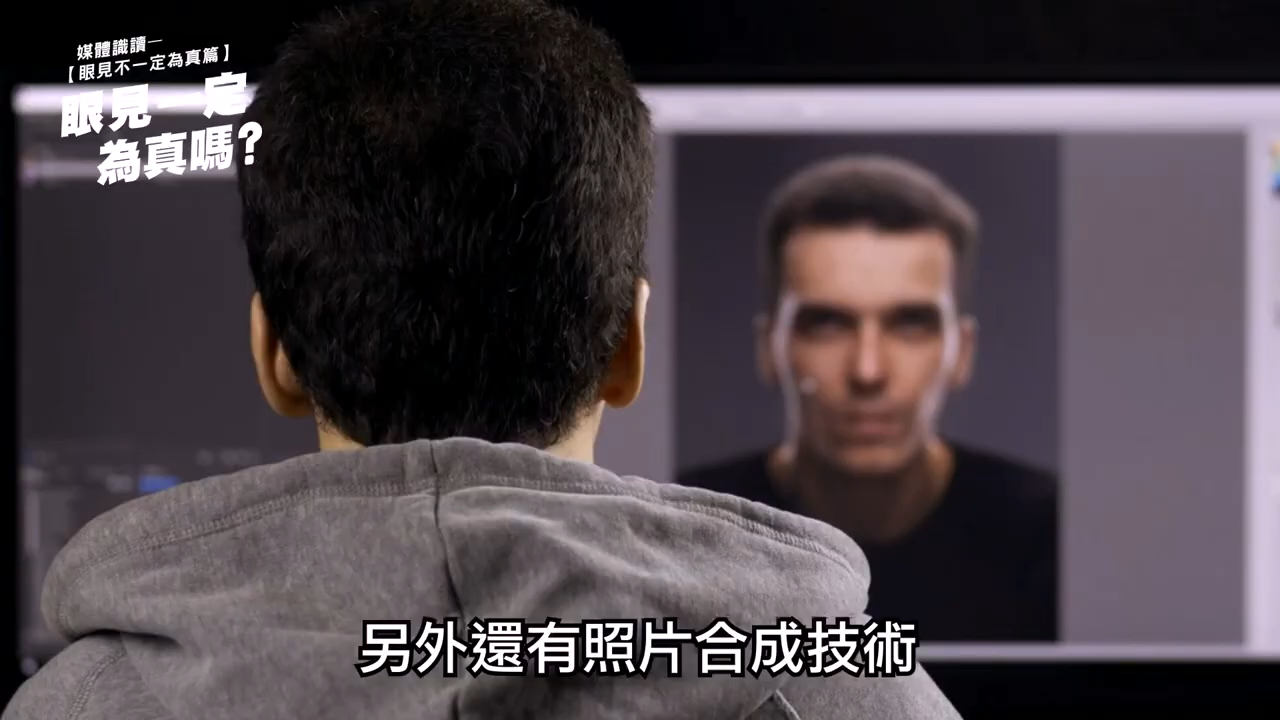 媒體識讀—
【眼見不一定為真篇】
眼見一定
為真嗎?
另外還有照片合成技術